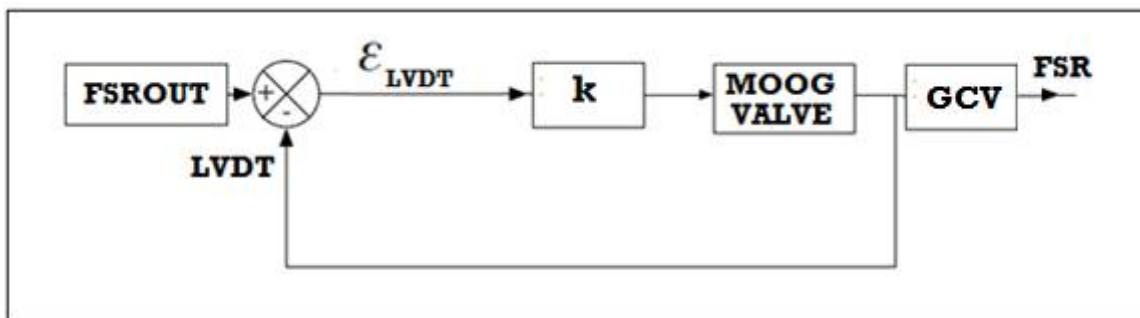 FSROUT
+
-
LVDT
ε LVDT
k
MOOG
VALVE
GCV
FSR